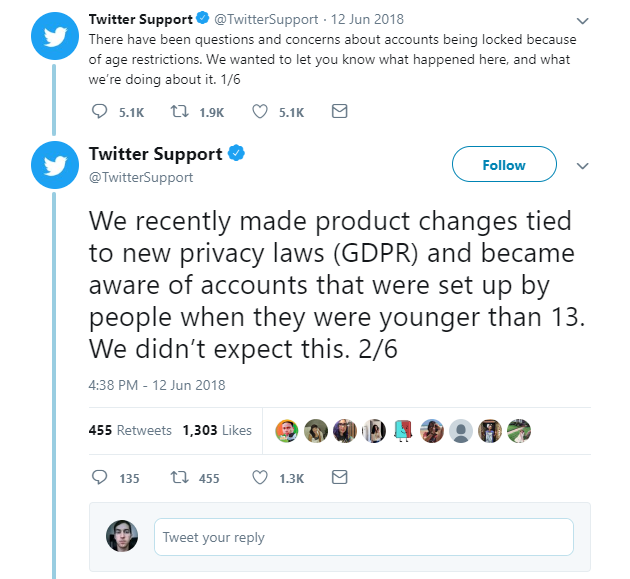 Twitter Support @TwitterSupport · 12 Jun 2018
There have been questions and concerns about accounts being locked because
of age restrictions. We wanted to let you know what happened here, and what
we’re doing about it. 1/6
5.1K 1.9K 5.1K
Twitter Support
Follow
@TwitterSupport
We recently made product changes tied
to new privacy laws (GDPR) and became
aware of accounts that were set up by
people when they were younger than 13.
We didn’t expect this. 2/6
4:38 PM - 12 Jun 2018
455 Retweets 1,303 Likes
135 455 1.3K
Tweet your reply